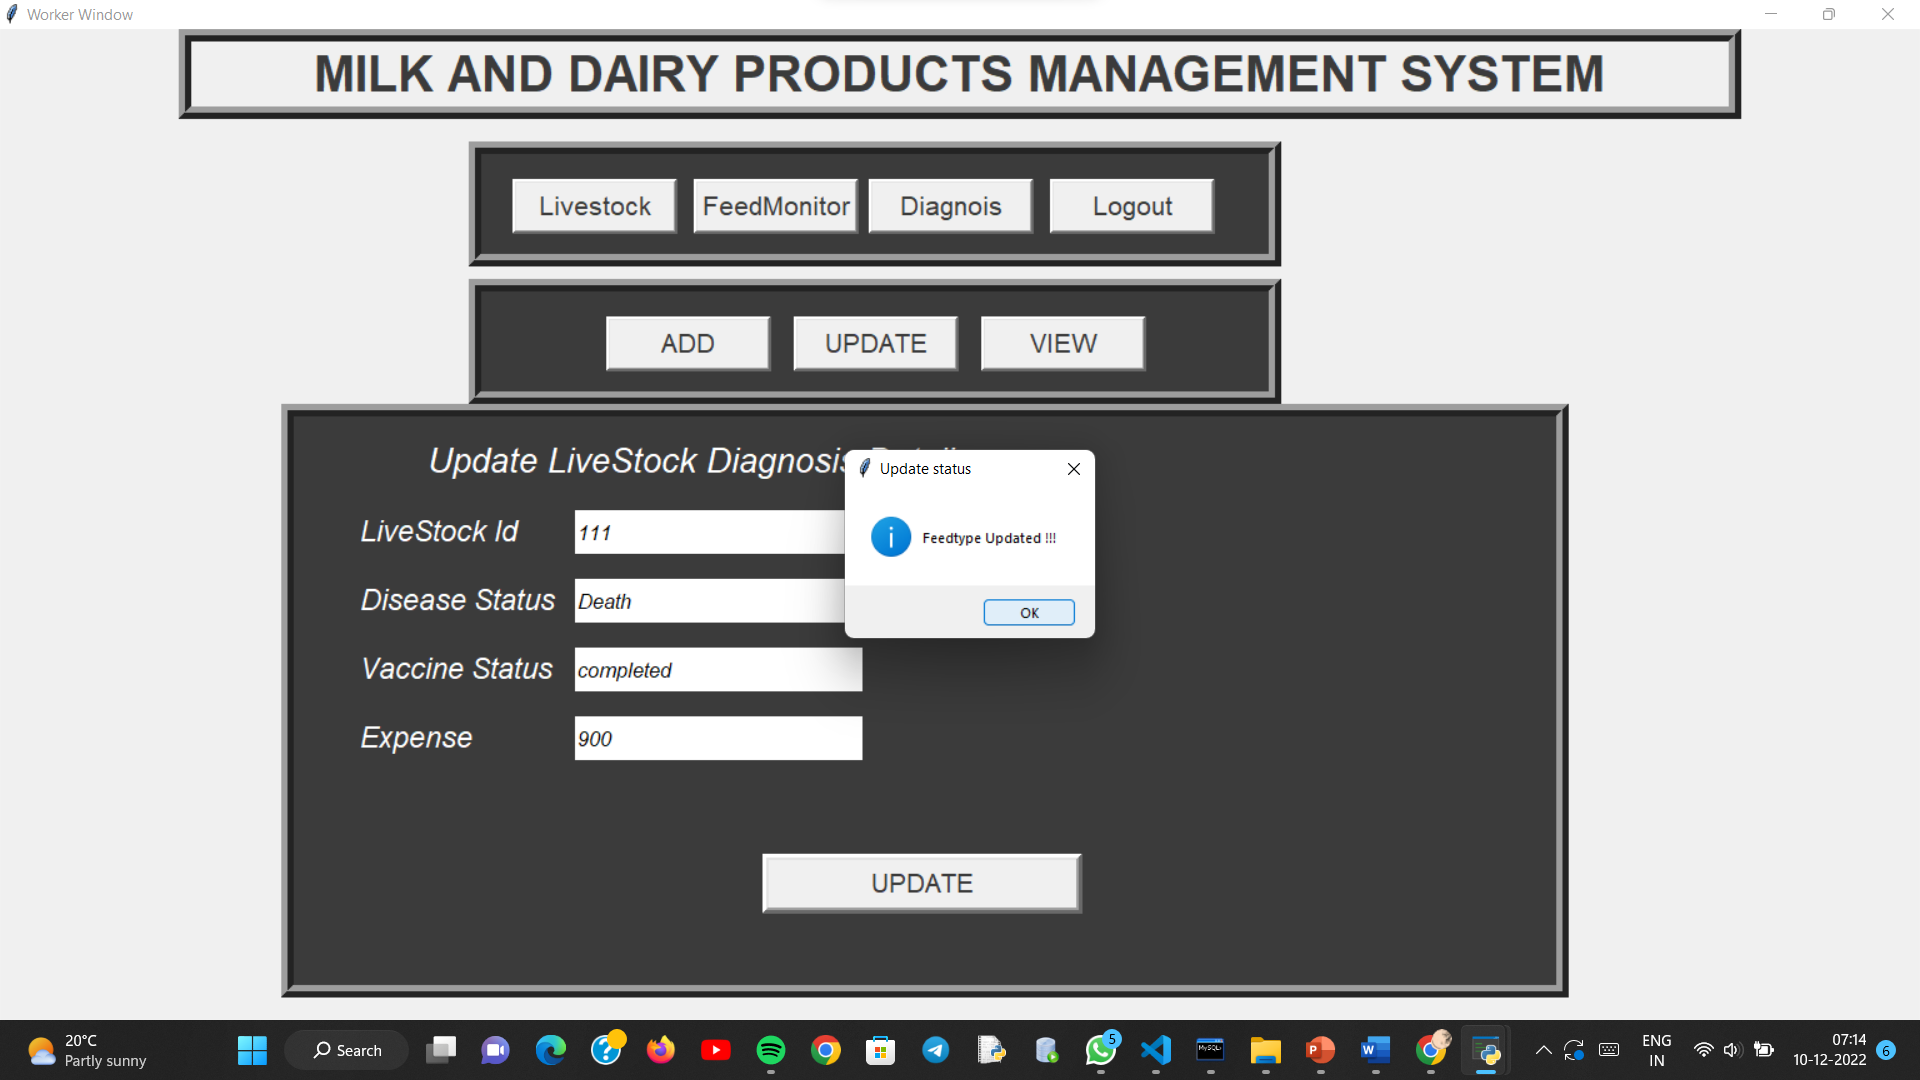 Worker Window
MILK AND DAIRY PRODUCTS MANAGEMENT SYSTEM
Livestock FeedMonitor Diagnois Logout
ADD UPDATE VIEW
Update LiveStock Diagnosis
Update status
LiveStock Id 111
Feedtype Updated !!!
Disease Status Death
OK
Vaccine Status completed
Expense 900
UPDATE
20°C
Partly sunny
Search
5
MySQL
ENG
IN
07:14
10-12-2022
6